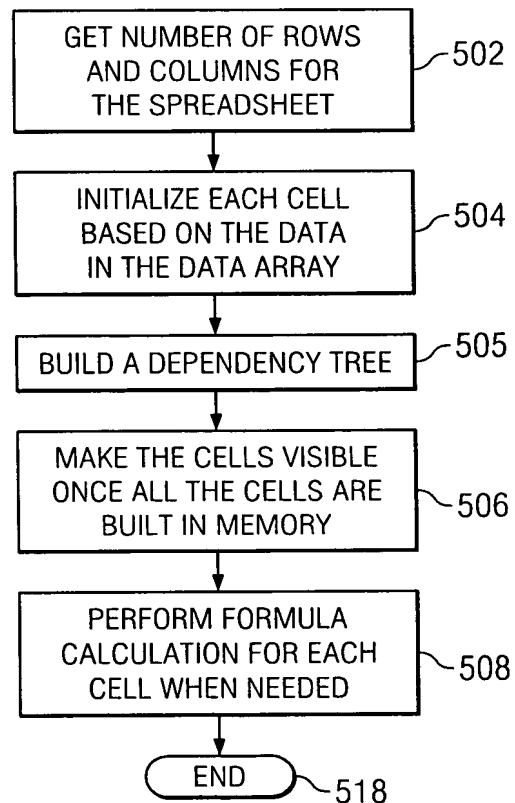 GET NUMBER OF ROWS
AND COLUMNS FOR
THE SPREADSHEET
502
INITIALIZE EACH CELL
BASED ON THE DATA
IN THE DATA ARRAY
504
BUILD A DEPENDENCY TREE
505
MAKE THE CELLS VISIBLE
ONCE ALL THE CELLS ARE
BUILT IN MEMORY
506
PERFORM FORMULA
CALCULATION FOR EACH
CELL WHEN NEEDED
508
END
518